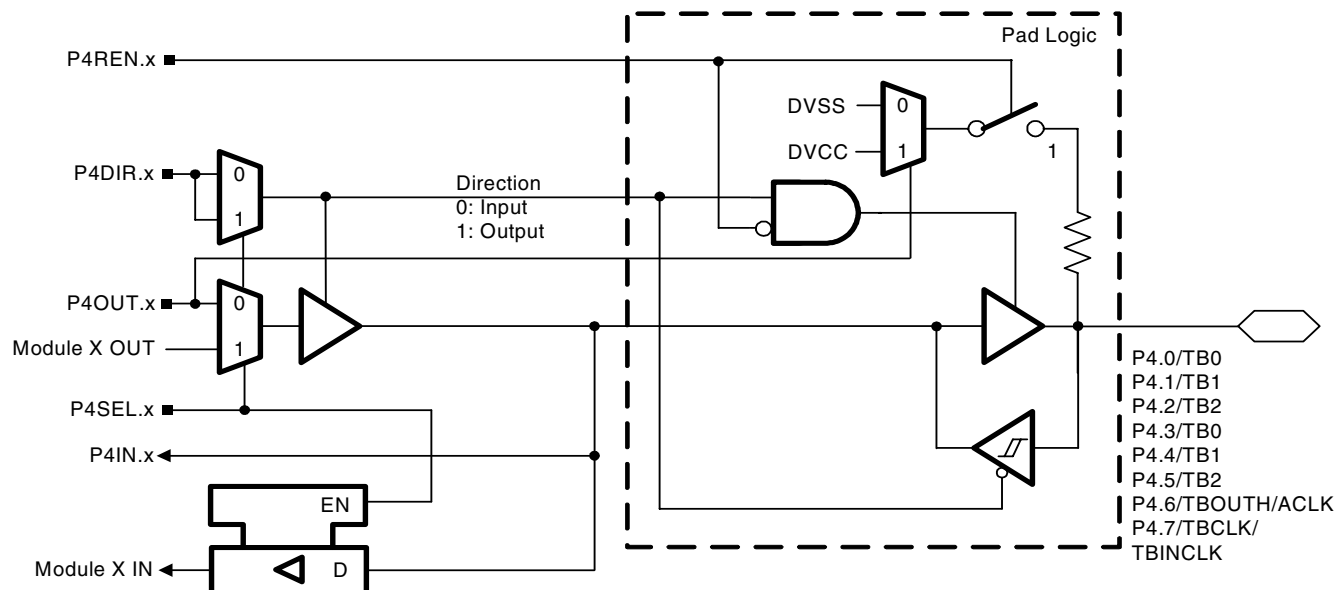 Pad Logic
P4REN.x
DVSS
0
DVCC
1
1
P4DIR.x
0
1
Direction
0: Input
1: Output
P4OUT.x
0
Module X OUT
1
P4SEL.x
P4IN.x
EN
Module X IN
D
P4.0/TB0
P4.1/TB1
P4.2/TB2
P4.3/TB0
P4.4/TB1
P4.5/TB2
P4.6/TBOUTH/ACLK
P4.7/TBCLK/
TBINCLK